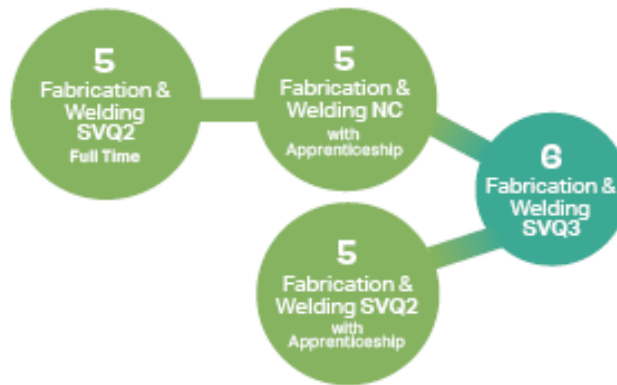 5
Fabrication &
Welding
SVQ2
Full Time
5
Fabrication &
Welding NC
with
Apprenticeship
6
Fabrication &
Welding
SVQ3
5
Fabrication &
Welding SVQ2
with
Apprenticeship